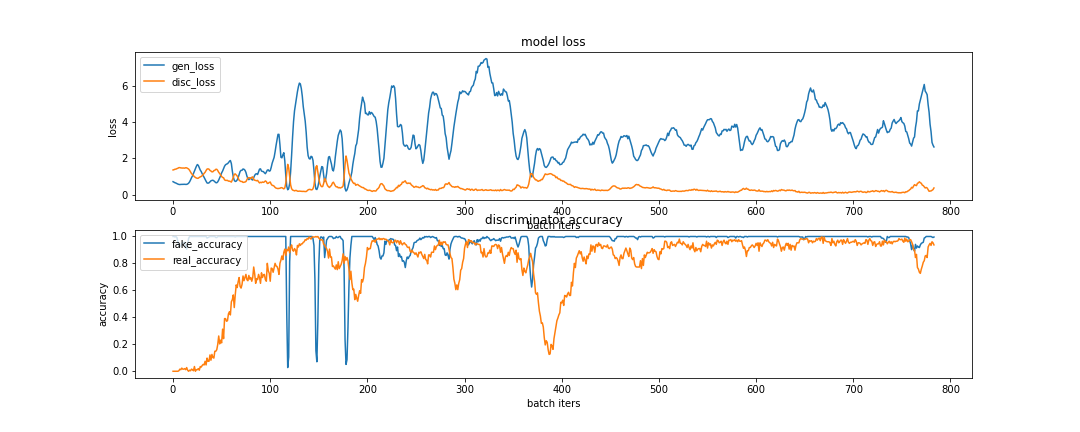 model loss
gen_loss
disc_loss
loss
6
4
2
0
0 100 200 300 400 500 600 700 800
batch iters
discriminator accuracy
fake_accuracy
real_accuracy
accuracy
1.0
0.8
0.6
0.4
0.2
0.0
0 100 200 300 400 500 600 700 800
batch iters